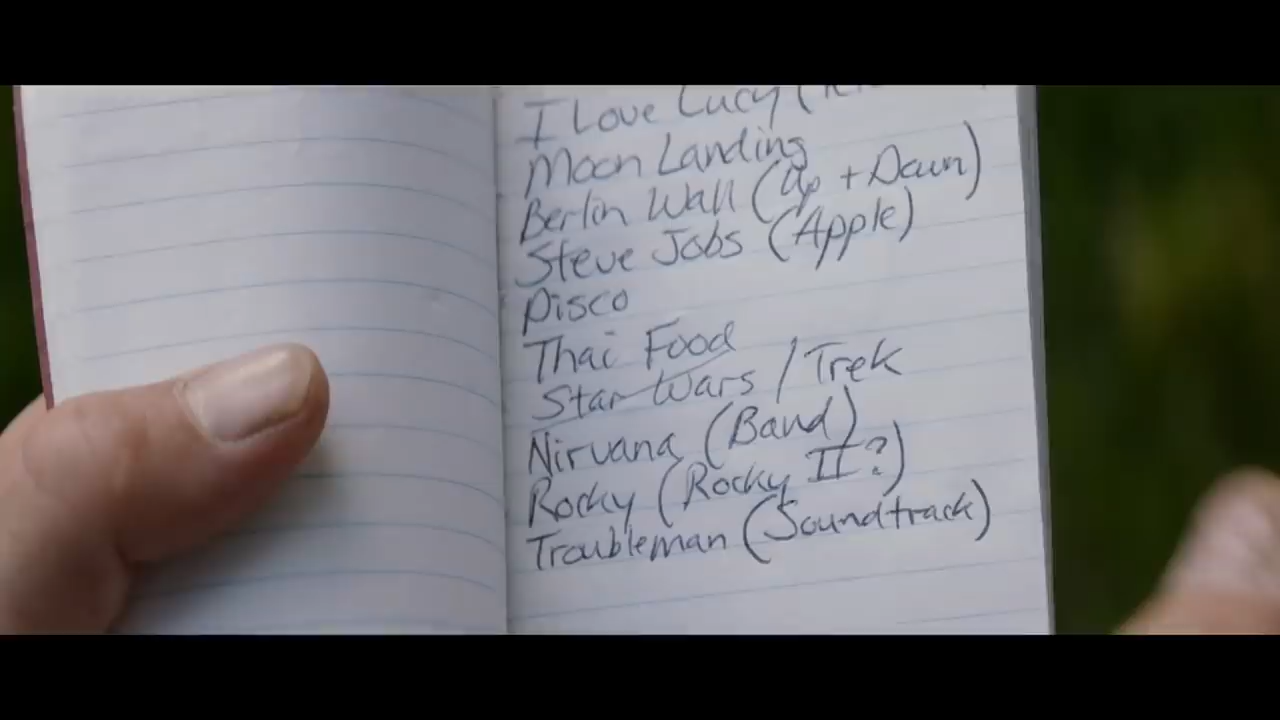 I Love Lucy (
Moon Landing
Berlin Wall (Up + Down)
Steve Jobs (Apple)
Disco
Thai Food
Star Wars / Trek
Nirvana (Band)
Rocky (Rocky II?)
Troubleman (Soundtrack)